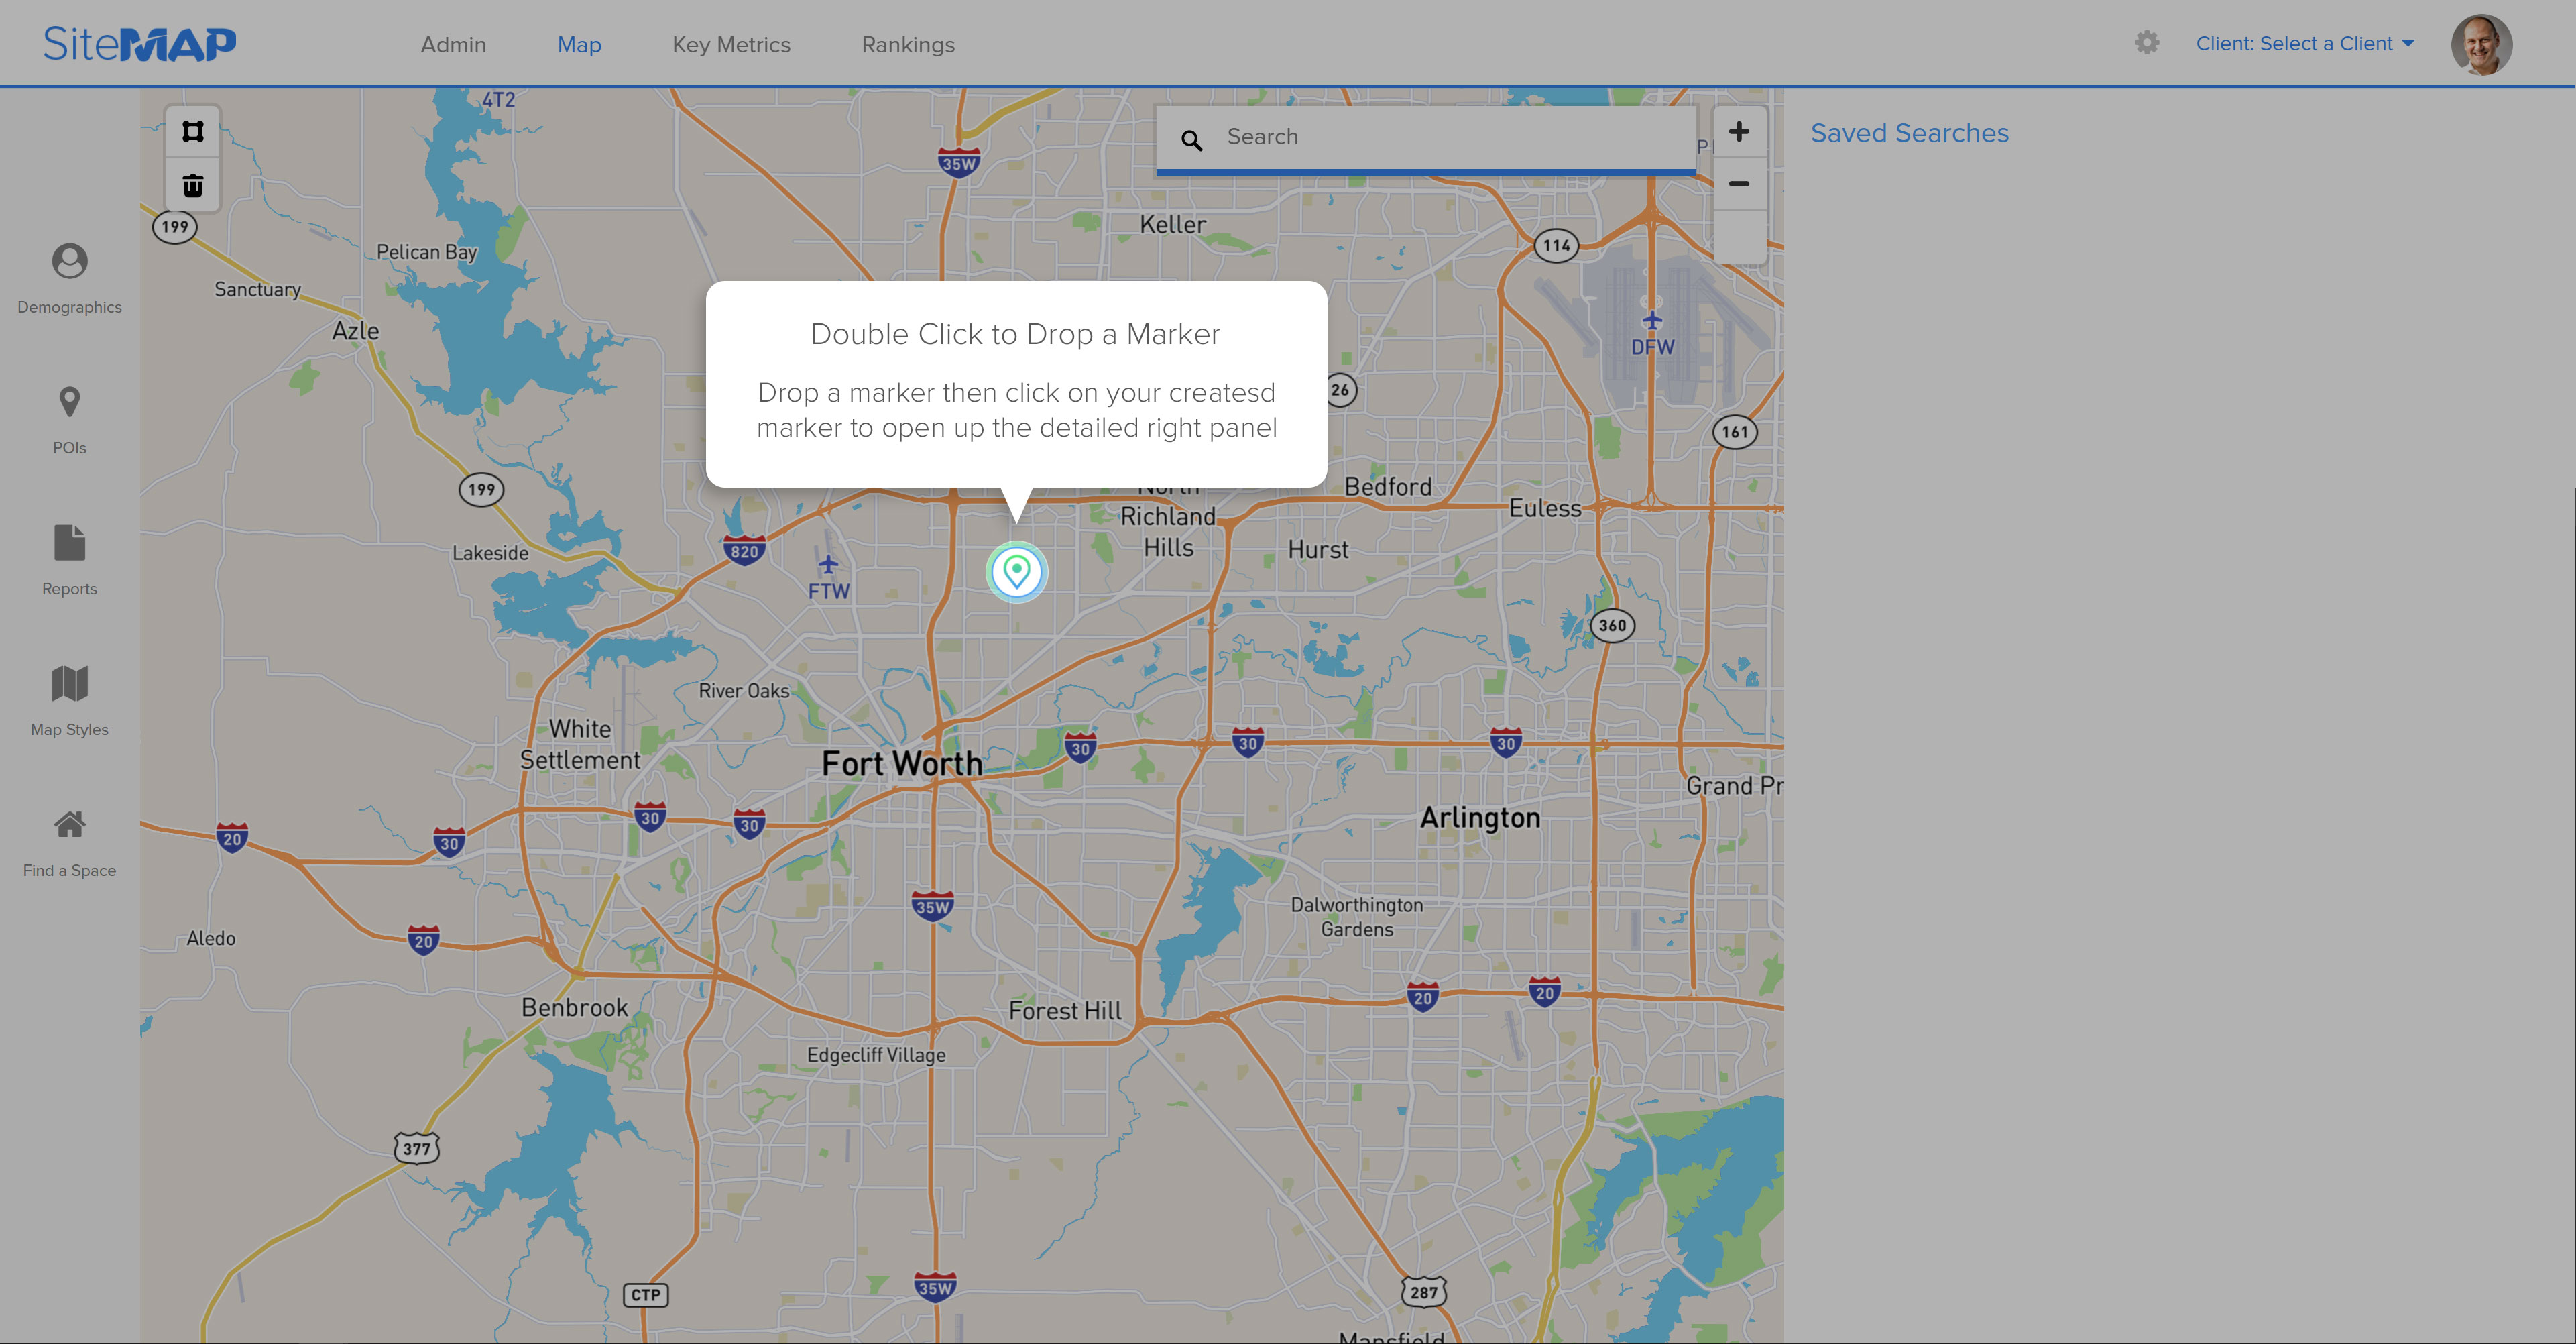 SiteMAP
Admin
Map
Key Metrics
Rankings
Client: Select a Client
Demographics
POIs
Reports
Map Styles
Find a Space
Search
Saved Searches
Double Click to Drop a Marker
Drop a marker then click on your createsd
marker to open up the detailed right panel
4T2
35W
199
Pelican Bay
Sanctuary
Azle
Keller
114
DFW
26
161
199
Bedford
Euless
North
Richland
Hills
Hurst
Lakeside
820
FTW
360
River Oaks
White
Settlement
Fort Worth
30
30
30
Grand Pr
Arlington
20
30
30
30
35W
Dalworthington
Gardens
Aledo
20
20
20
Benbrook
Forest Hill
Edgecliff Village
377
CTP
35W
287
Mansfield